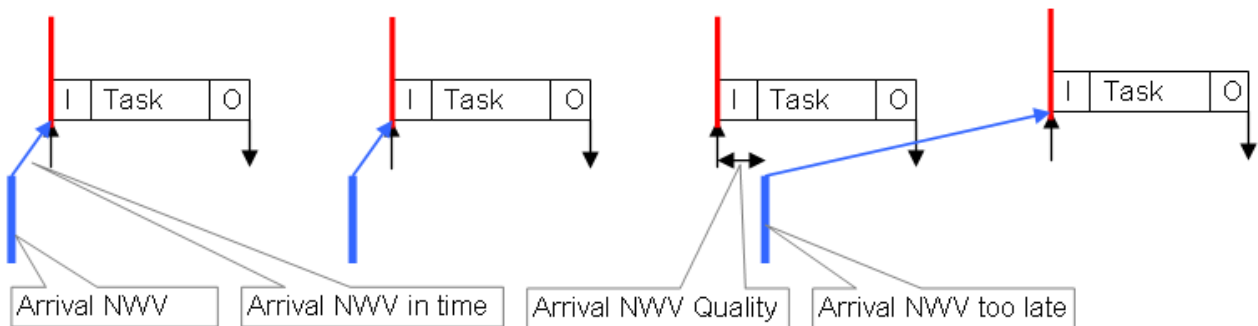 I Task O
I Task O
I Task O
I Task O
Arrival NWV
Arrival NWV in time
Arrival NWV Quality
Arrival NWV too late